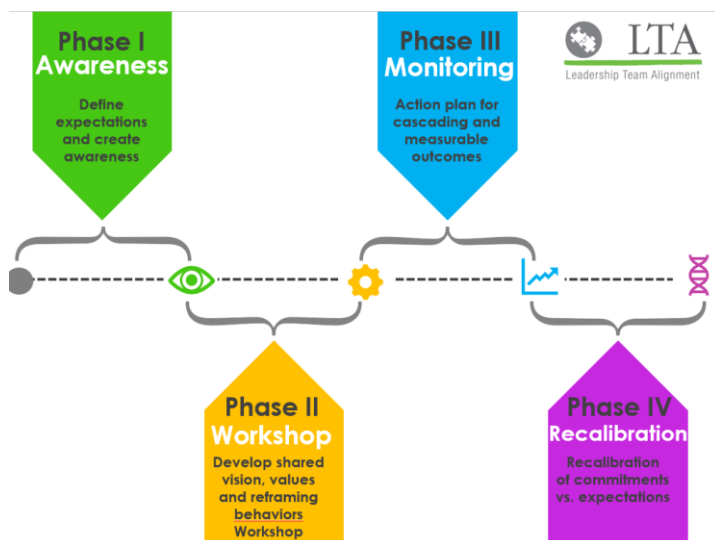 Phase I
Awareness
Define
expectations
and create
awareness
Phase III
Monitoring
Action plan for
cascading and
measurable
outcomes
LTA
Leadership Team Alignment
Phase II
Workshop
Develop shared
vision, values
and reframing
behaviors
Workshop
Phase IV
Recalibration
Recalibration
of commitments
vs. expectations